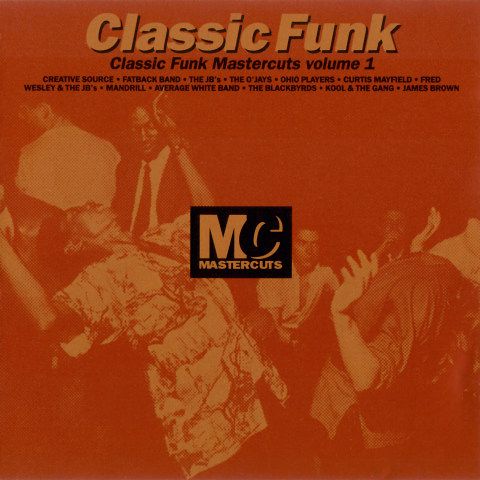 Classic Funk
Classic Funk Mastercuts volume 1
CREATIVE SOURCE • FATBACK BAND • THE JB's • THE O'JAYS • OHIO PLAYERS • CURTIS MAYFIELD • FRED
WESLEY & THE JB's • MANDRILL • AVERAGE WHITE BAND • THE BLACKBYRDS • KOOL & THE GANG • JAMES BROWN
Mc
MASTERCUTS